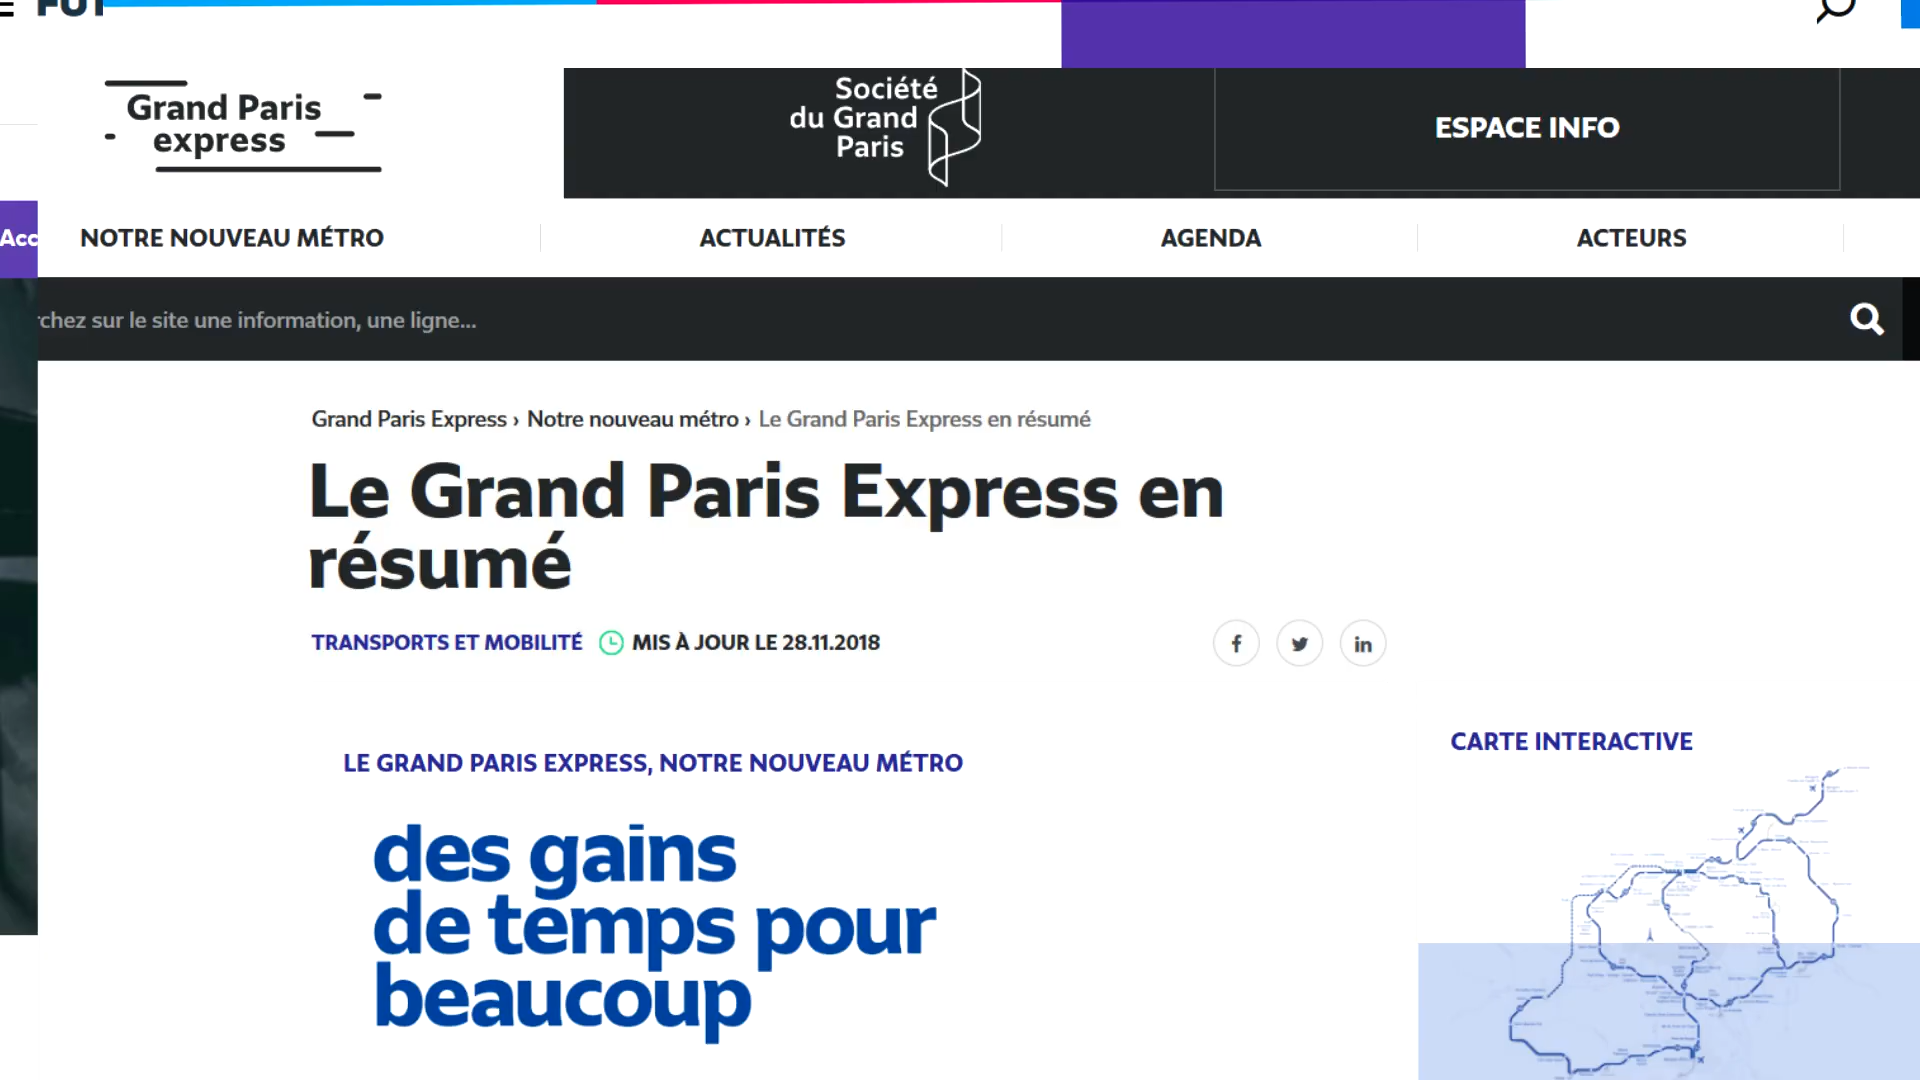 FUT
Grand Paris
express
Société
du Grand
Paris
ESPACE INFO
Acc
NOTRE NOUVEAU MÉTRO
ACTUALITÉS
AGENDA
ACTEURS
rchez sur le site une information, une ligne...
Grand Paris Express › Notre nouveau métro › Le Grand Paris Express en résumé
Le Grand Paris Express en
résumé
TRANSPORTS ET MOBILITÉ MIS À JOUR LE 28.11.2018
LE GRAND PARIS EXPRESS, NOTRE NOUVEAU MÉTRO
des gains
de temps pour
beaucoup
CARTE INTERACTIVE